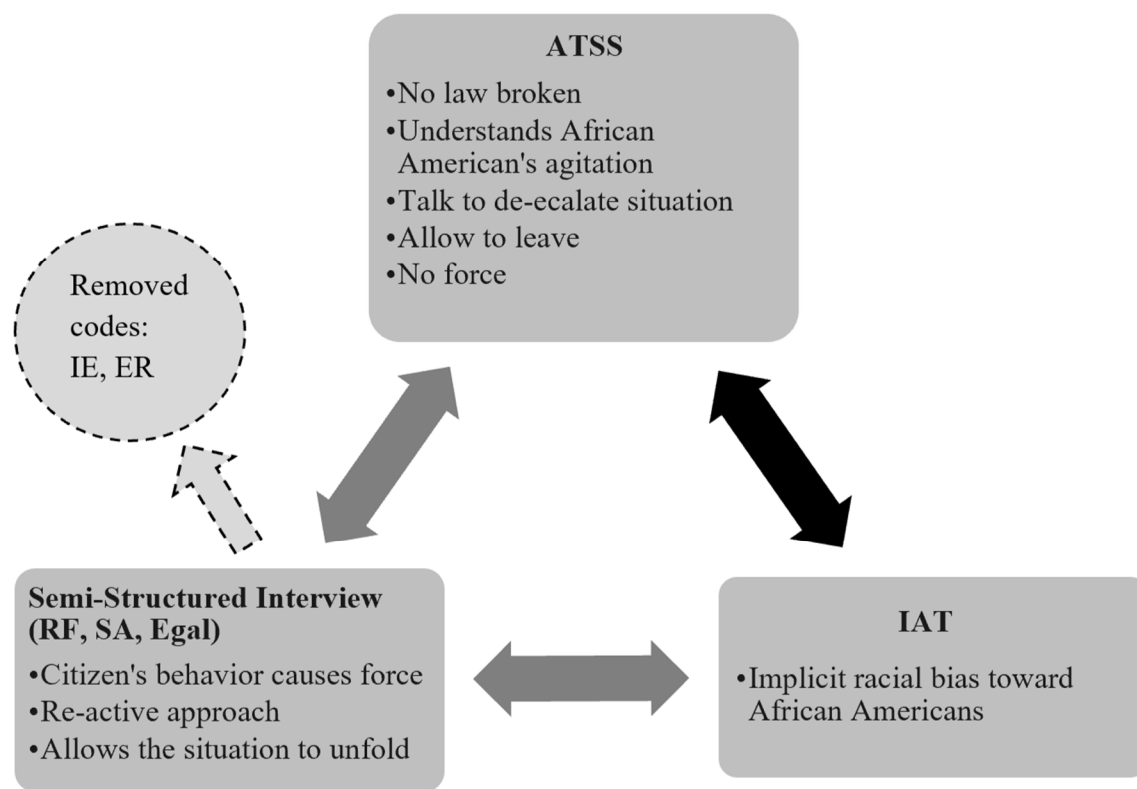 ATSS
•No law broken
•Understands African
American's agitation
•Talk to de-ecalate situation
•Allow to leave
•No force
Removed
codes:
IE, ER
Semi-Structured Interview
(RF, SA, Egal)
•Citizen's behavior causes force
•Re-active approach
•Allows the situation to unfold
IAT
•Implicit racial bias toward
African Americans